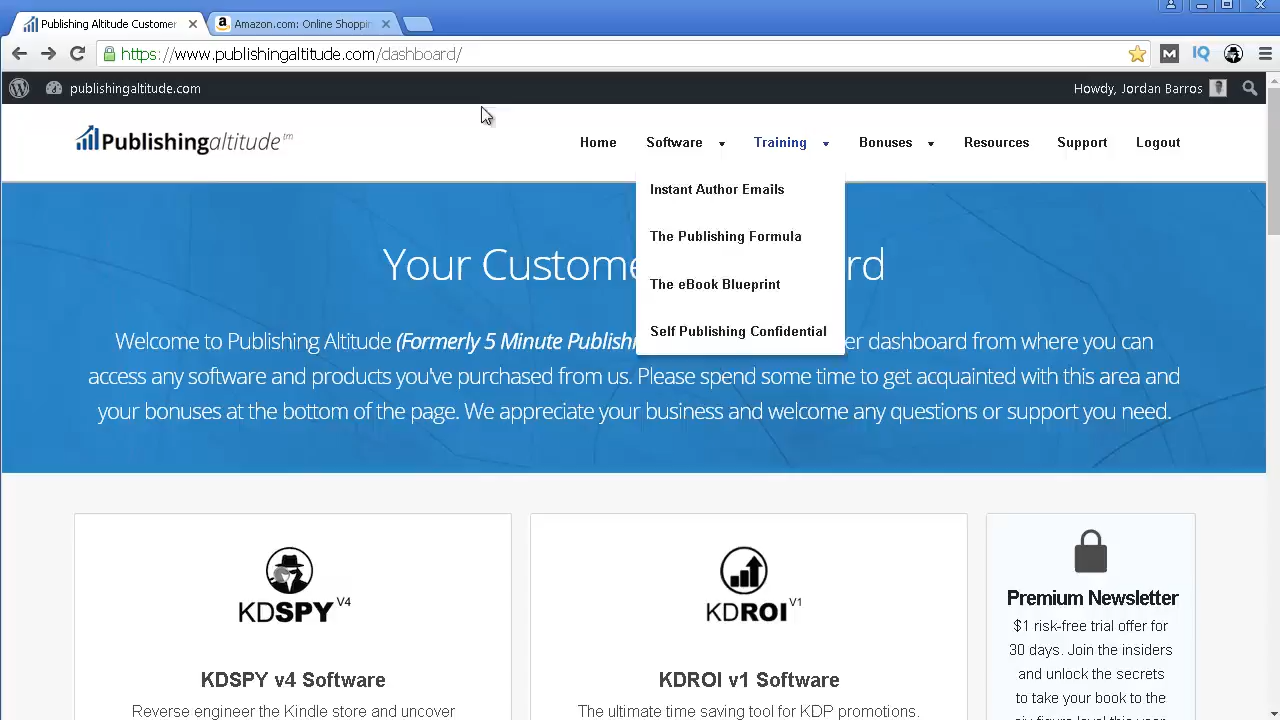 Publishing Altitude Customer
Amazon.com: Online Shoppin
https://www.publishingaltitude.com/dashboard/
M
IQ
publishingaltitude.com
Howdy, Jordan Barros
Publishingaltitude™
Home Software Training Bonuses Resources Support Logout
Instant Author Emails
The Publishing Formula
The eBook Blueprint
Self Publishing Confidential
Your Custome rd
Welcome to Publishing Altitude (Formerly 5 Minute Publishi er dashboard from where you can
access any software and products you've purchased from us. Please spend some time to get acquainted with this area and
your bonuses at the bottom of the page. We appreciate your business and welcome any questions or support you need.
KDSPY V4
KDSPY v4 Software
Reverse engineer the Kindle store and uncover
KDROI V1
KDROI v1 Software
The ultimate time saving tool for KDP promotions.
Premium Newsletter
$1 risk-free trial offer for
30 days. Join the insiders
and unlock the secrets
to take your book to the